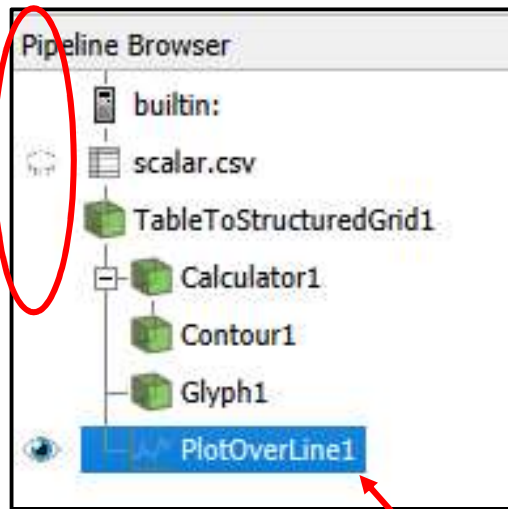 Pipeline Browser
builtin:
scalar.csv
TableToStructuredGrid1
Calculator1
Contour1
Glyph1
PlotOverLine1